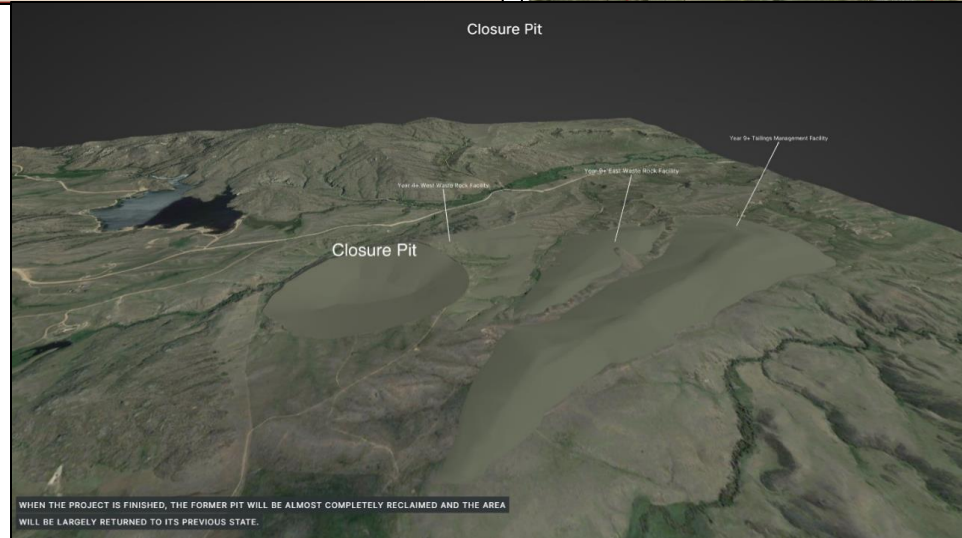 Closure Pit
Year 9+ Tailings Management Facility
Year 9+ East Waste Rock Facility
Year 4+ West Waste Rock Facility
Closure Pit
WHEN THE PROJECT IS FINISHED, THE FORMER PIT WILL BE ALMOST COMPLETELY RECLAIMED AND THE AREA
WILL BE LARGELY RETURNED TO ITS PREVIOUS STATE.